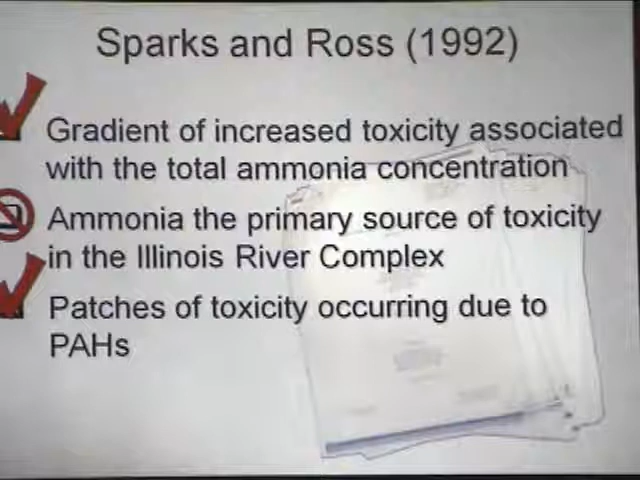 Sparks and Ross (1992)
Gradient of increased toxicity associated
with the total ammonia concentration
Ammonia the primary source of toxicity
in the Illinois River Complex
Patches of toxicity occurring due to
PAHs